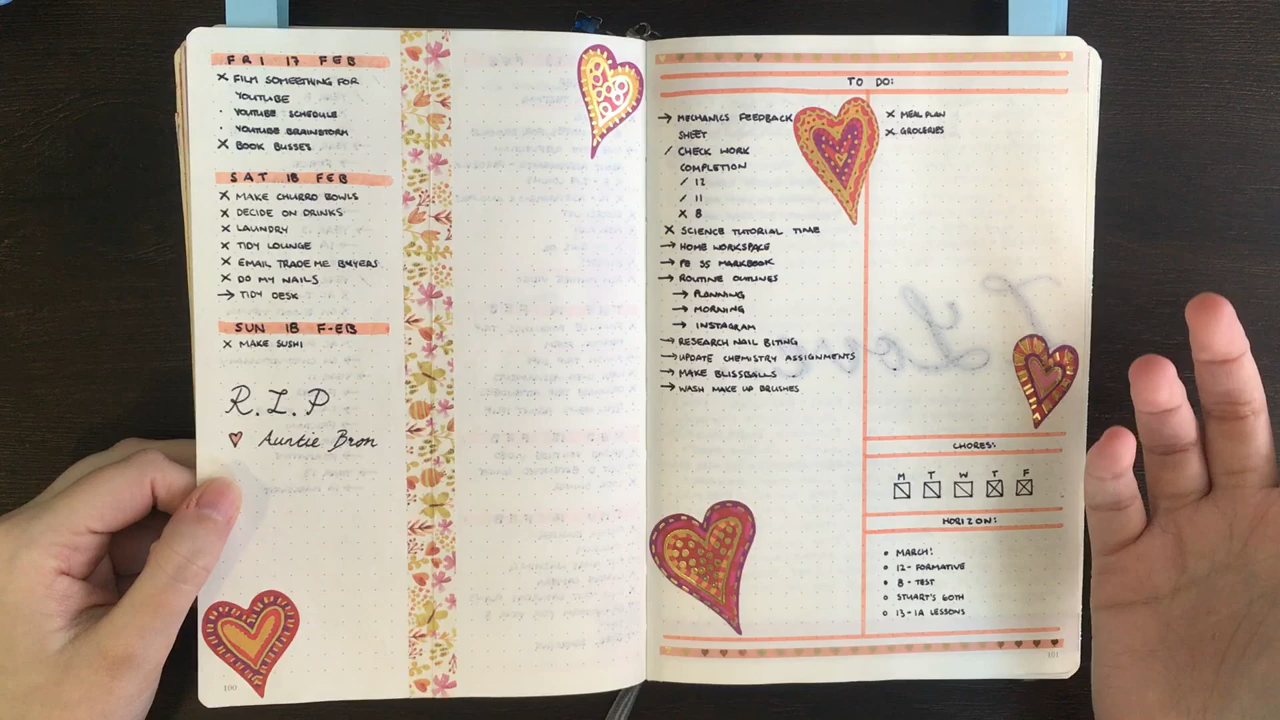 FRI 17 FEB
X FILM SOMEETHING FOR
YOUTUBE
· YOUTUBE SCHEDULE
· YOUTUBE BRAINSTORM
X BOOK BUSSES
SAT 18 FEB
X MAKE CHURRO BOWLS
X DECIDE ON DRINKS
X LAUNDRY
X TIDY LOUNGE
X EMAIL TRADE ME BUYERS
X DO MY NAILS
→ TIDY DESK
SUN 18 FEB
X MAKE SUSHI
R.I.P
♥ Auntie Bron
100
TO DO:
→ MECHANICS FEEDBACK
SHEET
/ CHECK WORK
COMPLETION
/ 12
/ 11
X 8
X SCIENCE TUTORIAL TIME
→ HOME WORKSPACE
→ PB SS MARKBOOK
→ ROUTINE OUTLINES
→ PLANNING
→ MORNING
→ INSTAGRAM
→ RESEARCH NAIL BITING
→ UPDATE CHEMISTRY ASSIGNMENTS
→ MAKE BLISSBALLS
→ WASH MAKE UP BRUSHES
X MEAL PLAN
X GROCERIES
CHORES:
M T W T F
HORIZON:
• MARCH!
• 12 - FORMATIVE
• 8 - TEST
• STUART'S 60TH
• 13 - 1A LESSONS
101